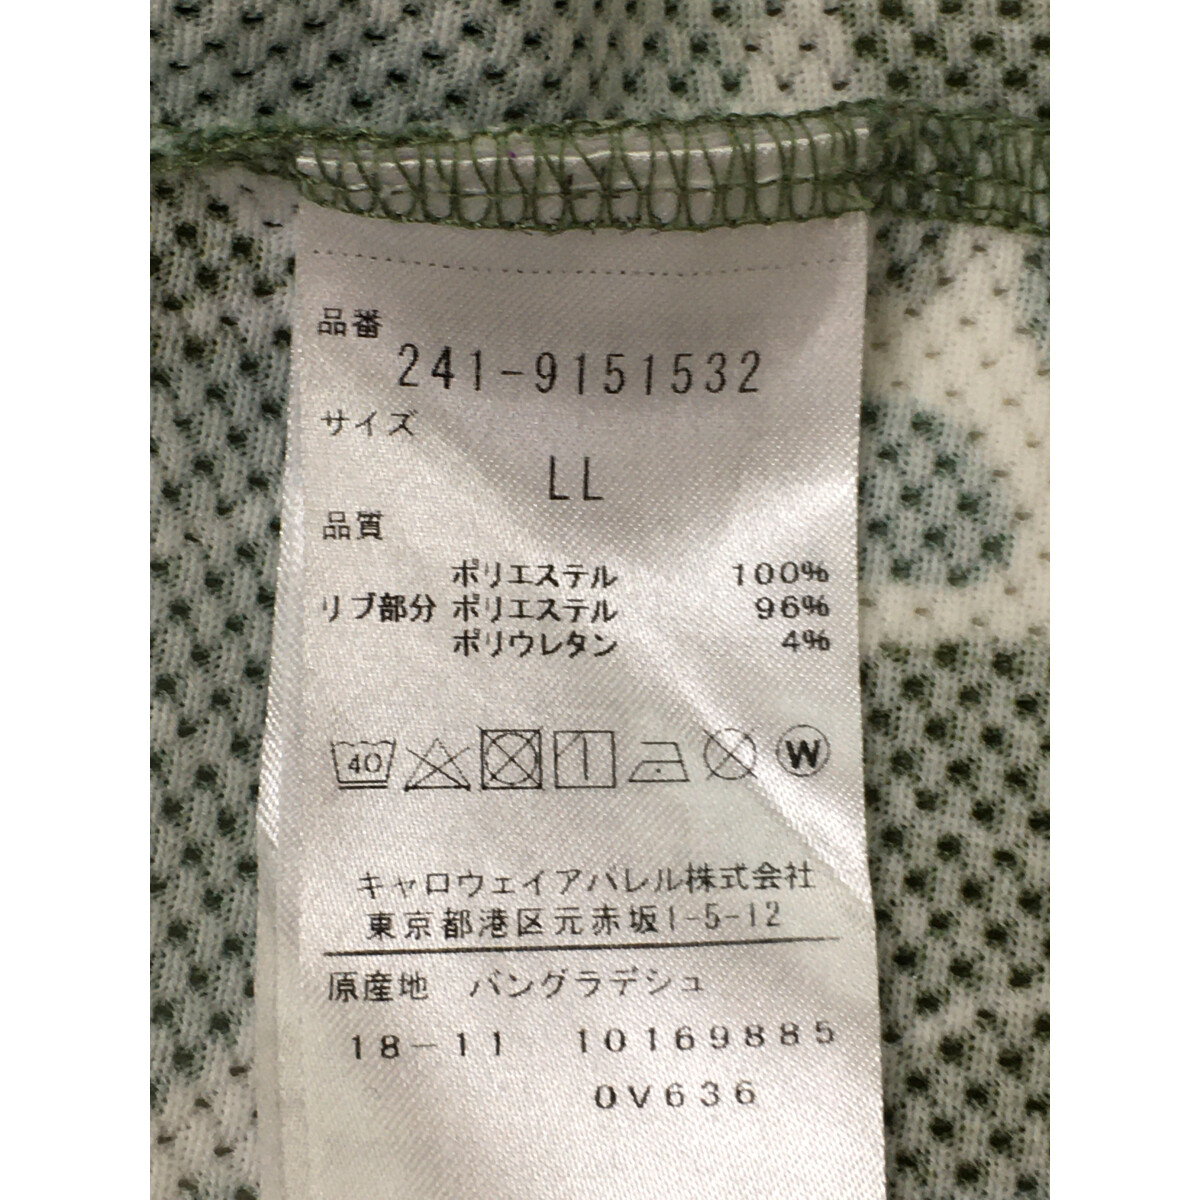 品番
241-9151532
サイズ
LL
品質
ポリエステル 100%
リブ部分 ポリエステル 96%
ポリウレタン 4%
40 W
キャロウェイアパレル株式会社
東京都港区元赤坂1-5-12
原産地 バングラデシュ
18-11 10169885
0V636